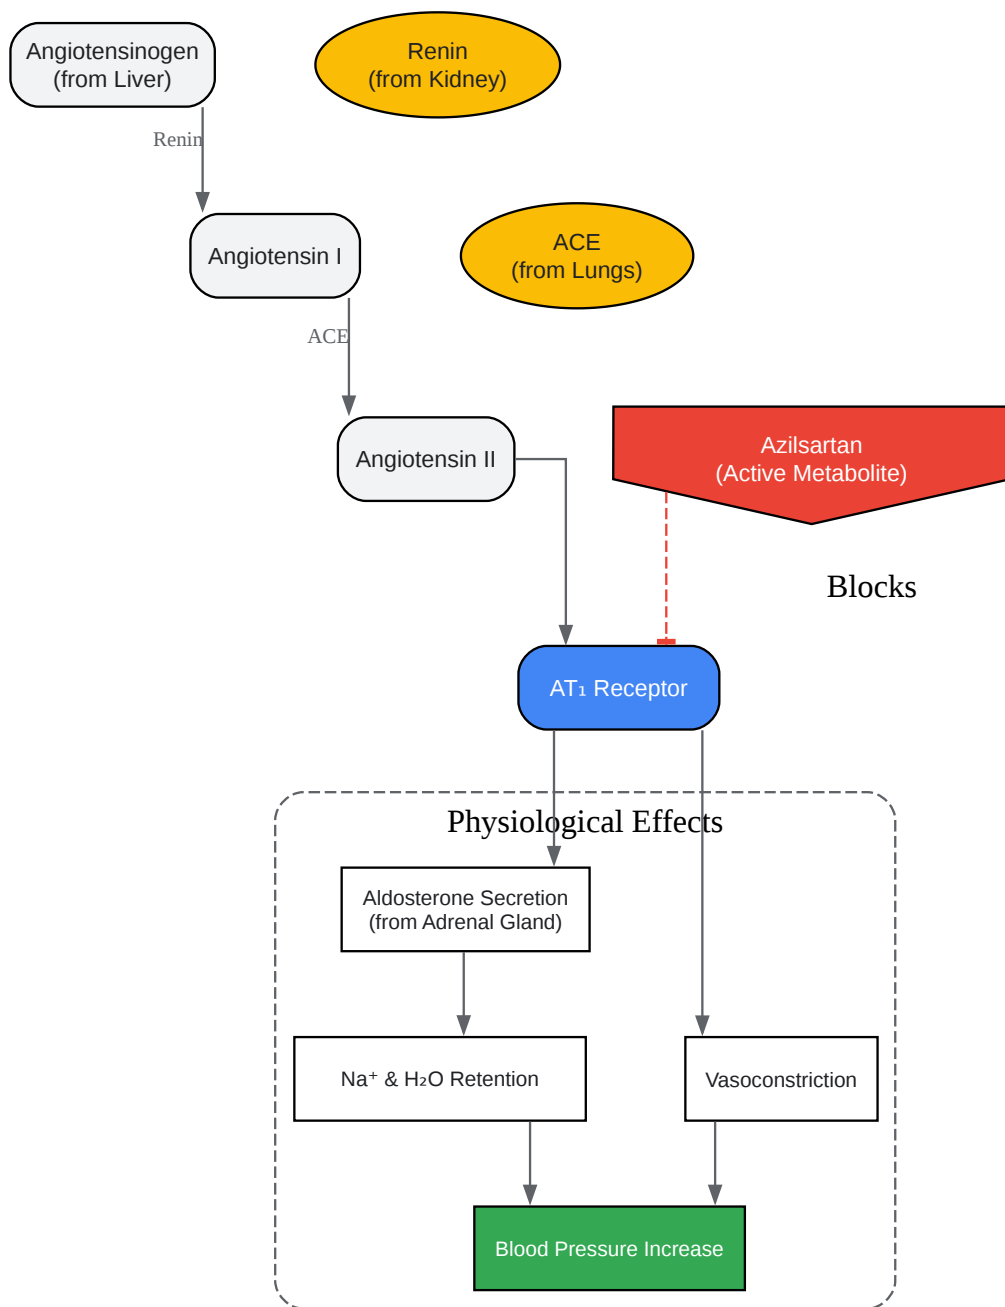 Angiotensinogen
(from Liver)
Renin
(from Kidney)
Renin
Angiotensin I
ACE
(from Lungs)
ACE
Angiotensin II
Azilsartan
(Active Metabolite)
Blocks
AT₁ Receptor
Physiological Effects
Aldosterone Secretion
(from Adrenal Gland)
Na⁺ & H₂O Retention
Vasoconstriction
Blood Pressure Increase